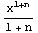 x^{1+n}
1 + n